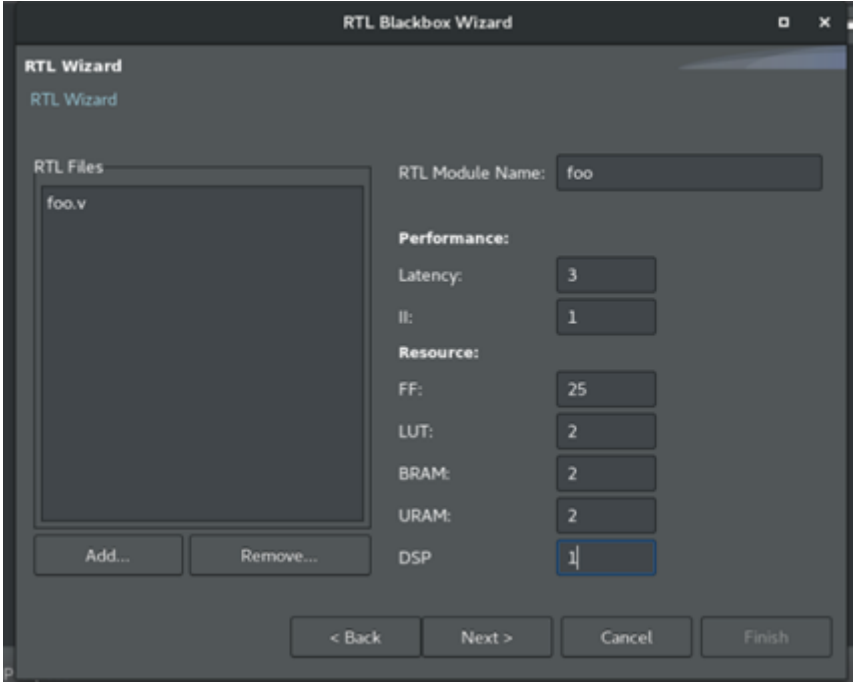 RTL Blackbox Wizard
RTL Wizard
RTL Wizard
RTL Files
foo.v
Add...
Remove...
RTL Module Name: foo
Performance:
Latency: 3
II: 1
Resource:
FF: 25
LUT: 2
BRAM: 2
URAM: 2
DSP 1
< Back
Next >
Cancel
Finish